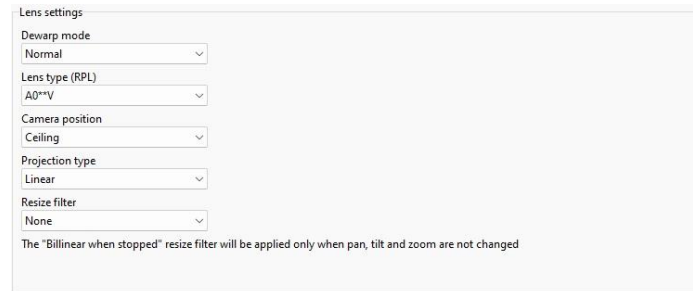 Lens settings
Dewarp mode
Normal
Lens type (RPL)
A0**V
Camera position
Ceiling
Projection type
Linear
Resize filter
None
The "Billinear when stopped" resize filter will be applied only when pan, tilt and zoom are not changed